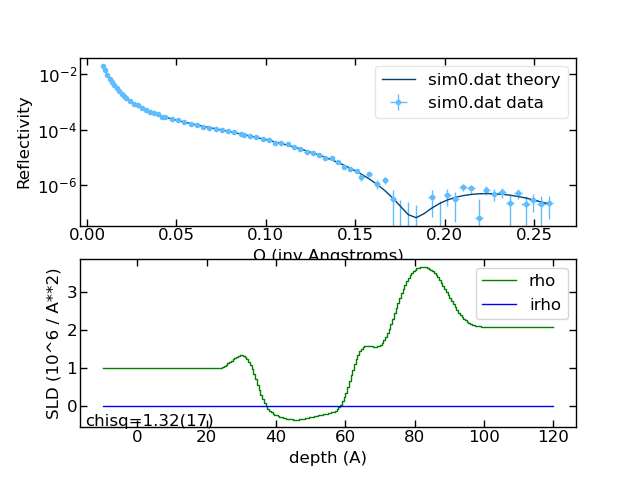 sim0.dat theory
sim0.dat data
Reflectivity
10^-2
10^-4
10^-6
0.00 0.05 0.10 0.15 0.20 0.25
Q (inv Angstroms)
rho
irho
SLD (10^6 / A**2)
3
2
1
0
chisq=1.32(17)
0 20 40 60 80 100 120
depth (A)